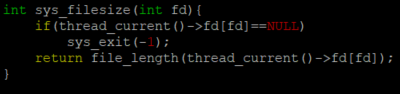 int sys_filesize(int fd){
    if(thread_current()->fd[fd]==NULL)
        sys_exit(-1);
    return file_length(thread_current()->fd[fd]);
}